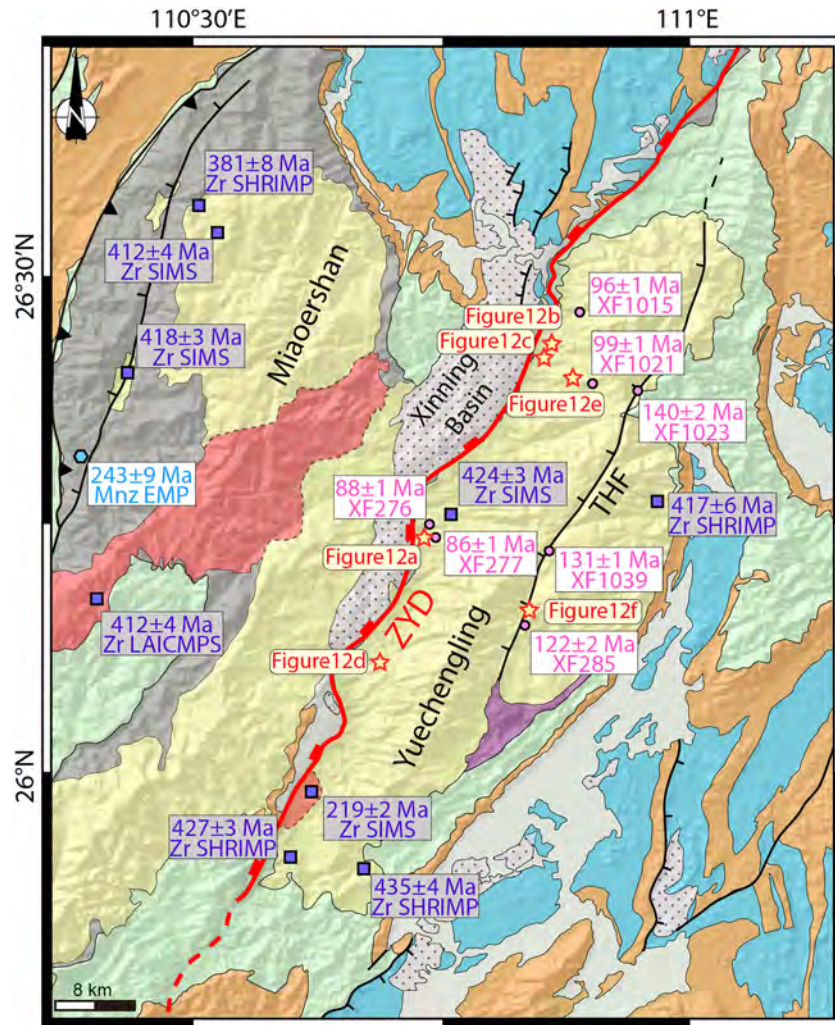 110°30'E
111°E
N
381±8 Ma
Zr SHRIMP
412±4 Ma
Zr SIMS
26°30'N
Miaoershan
96±1 Ma
XF1015
Figure12b
Figure12c
418±3 Ma
Zr SIMS
99±1 Ma
XF1021
Xinning
Basin
Figure12e
140±2 Ma
XF1023
243±9 Ma
Mnz EMP
88±1 Ma
XF276
424±3 Ma
Zr SIMS
THF
417±6 Ma
Zr SHRIMP
Figure12a
86±1 Ma
XF277
131±1 Ma
XF1039
412±4 Ma
Zr LAICMPS
ZYD
Figure12f
122±2 Ma
XF285
Figure12d
Yuechengling
26°N
219±2 Ma
Zr SIMS
427±3 Ma
Zr SHRIMP
435±4 Ma
Zr SHRIMP
8 km